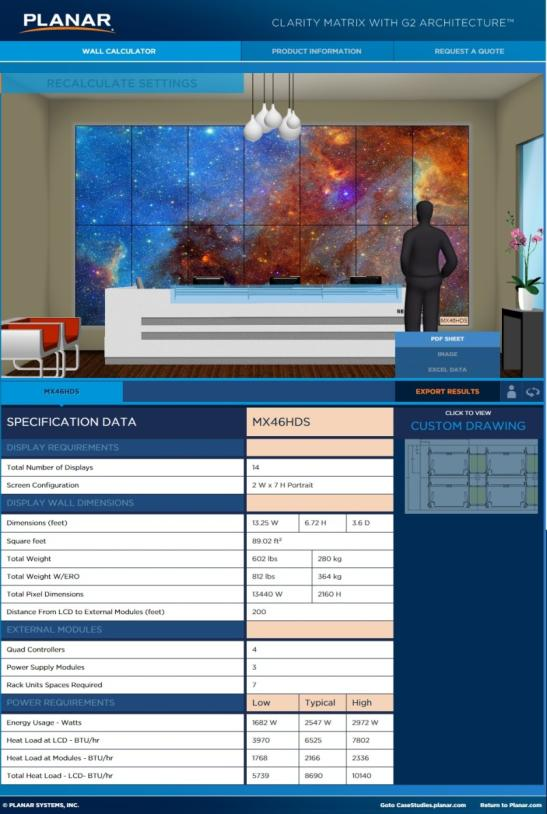 PLANAR
CLARITY MATRIX WITH G2 ARCHITECTURE™
WALL CALCULATOR PRODUCT INFORMATION REQUEST A QUOTE
RECALCULATE SETTINGS
MX46HDS
PDF SHEET
IMAGE
EXCEL DATA
MX46HDS EXPORT RESULTS
SPECIFICATION DATA MX46HDS
CLICK TO VIEW
CUSTOM DRAWING
DISPLAY REQUIREMENTS
Total Number of Displays 14
Screen Configuration 2 W x 7 H Portrait
DISPLAY WALL DIMENSIONS
Dimensions (feet) 13.25 W 6.72 H 3.6 D
Square feet 89.02 ft²
Total Weight 602 lbs 280 kg
Total Weight W/ERO 812 lbs 364 kg
Total Pixel Dimensions 13440 W 2160 H
Distance From LCD to External Modules (feet) 200
EXTERNAL MODULES
Quad Controllers 4
Power Supply Modules 3
Rack Units Spaces Required 7
POWER REQUIREMENTS Low Typical High
Energy Usage - Watts 1682 W 2547 W 2972 W
Heat Load at LCD - BTU/hr 3970 6525 7802
Heat Load at Modules - BTU/hr 1768 2166 2336
Total Heat Load - LCD- BTU/hr 5739 8690 10140
© PLANAR SYSTEMS, INC. Goto CaseStudies.planar.com Return to Planar.com